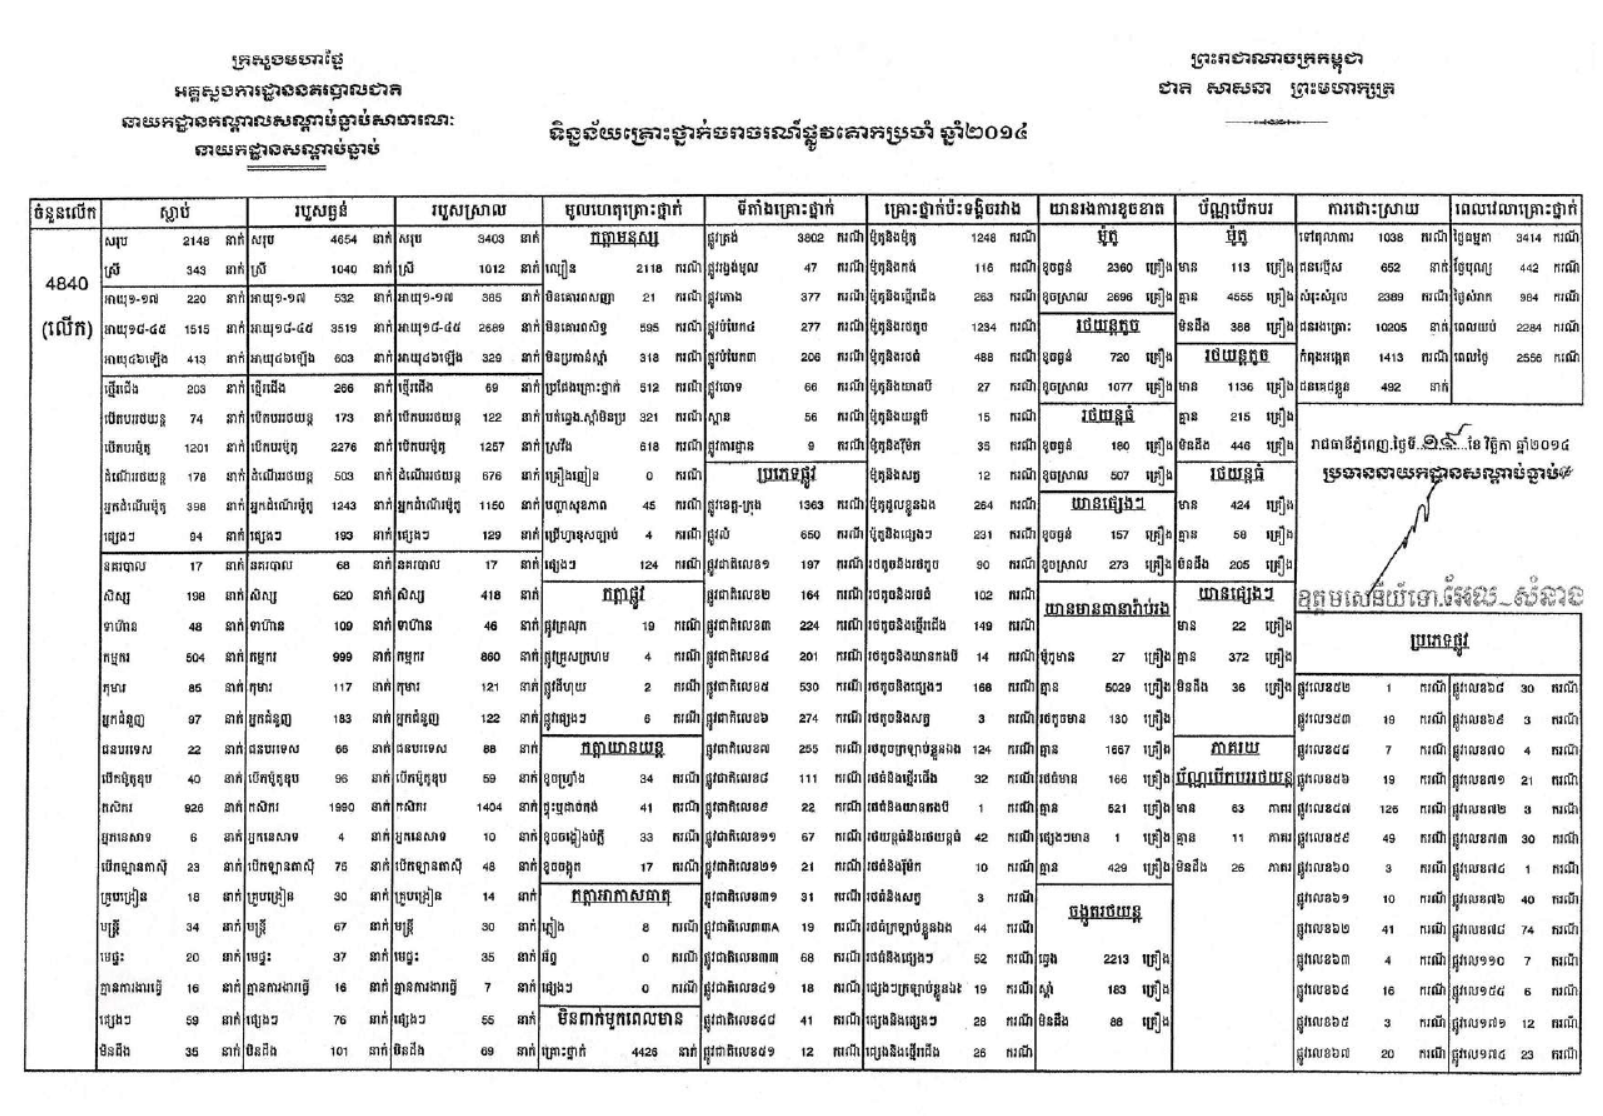 ក្រសួងមហាផ្ទៃ
អគ្គស្នងការដ្ឋាននគរបាលជាតិ
នាយកដ្ឋានកណ្តាលសណ្តាប់ធ្នាប់សាធារណៈ
នាយកដ្ឋានសណ្តាប់ធ្នាប់
ព្រះរាជាណាចក្រកម្ពុជា
ជាតិ សាសនា ព្រះមហាក្សត្រ
ទិន្នន័យគ្រោះថ្នាក់ចរាចរណ៍ផ្លូវគោកប្រចាំ ឆ្នាំ២០១៤
ចំនួនលើក ស្លាប់ របួសធ្ងន់ របួសស្រាល មូលហេតុគ្រោះថ្នាក់ ទីតាំងគ្រោះថ្នាក់ គ្រោះថ្នាក់ប៉ះទង្គិចរវាង យានរងការខូចខាត ប័ណ្ណបើកបរ ការដោះស្រាយ ពេលវេលាគ្រោះថ្នាក់
សរុប 2148 នាក់ សរុប 4654 នាក់ សរុប 3403 នាក់ កត្តាមនុស្ស ផ្លូវត្រង់ 3802 ករណី ម៉ូតូនិងម៉ូតូ 1248 ករណី ម៉ូតូ ម៉ូតូ ទៅតុលាការ 1038 ករណី ថ្ងៃធម្មតា 3414 ករណី
4840 ស្រី 343 នាក់ ស្រី 1040 នាក់ ស្រី 1012 នាក់ ល្បឿន 2118 ករណី ផ្លូវរង្វង់មូល 47 ករណី ម៉ូតូនិងកង់ 116 ករណី ខូចធ្ងន់ 2360 គ្រឿង មាន 113 គ្រឿង ជនល្មើស 652 នាក់ ថ្ងៃបុណ្យ 442 ករណី
អាយុ១-១៧ 220 នាក់ អាយុ១-១៧ 532 នាក់ អាយុ១-១៧ 385 នាក់ មិនគោរពសញ្ញា 21 ករណី ផ្លូវកោង 377 ករណី ម៉ូតូនិងថ្មើរជើង 263 ករណី ខូចស្រាល 2696 គ្រឿង គ្មាន 4555 គ្រឿង សំរុះសំរួល 2389 ករណី ថ្ងៃសំរាក 984 ករណី
(លើក) អាយុ១៨-៤៥ 1515 នាក់ អាយុ១៨-៤៥ 3519 នាក់ អាយុ១៨-៤៥ 2689 នាក់ មិនគោរពសិទ្ធ 595 ករណី ផ្លូវបំបែក៤ 277 ករណី ម៉ូតូនិងរថតូច 1234 ករណី រថយន្តតូច មិនដឹង 388 គ្រឿង ជនរងគ្រោះ 10205 នាក់ ពេលយប់ 2284 ករណី
អាយុ៤៦ឡើង 413 នាក់ អាយុ៤៦ឡើង 603 នាក់ អាយុ៤៦ឡើង 329 នាក់ មិនប្រកាន់ស្តាំ 318 ករណី ផ្លូវបំបែក៣ 206 ករណី ម៉ូតូនិងរថធំ 488 ករណី ខូចធ្ងន់ 720 គ្រឿង រថយន្តតូច កំពុងអង្កេត 1413 ករណី ពេលថ្ងៃ 2556 ករណី
ថ្មើរជើង 203 នាក់ ថ្មើរជើង 266 នាក់ ថ្មើរជើង 69 នាក់ ប្រជែងគ្រោះថ្នាក់ 512 ករណី ផ្លូវចោទ 66 ករណី ម៉ូតូនិងយានបី 27 ករណី ខូចស្រាល 1077 គ្រឿង មាន 1136 គ្រឿង ជនគេចខ្លួន 492 នាក់
បើកបររថយន្ត 74 នាក់ បើកបររថយន្ត 173 នាក់ បើកបររថយន្ត 122 នាក់ បត់ឆ្វេង.ស្តាំមិនប្រ 321 ករណី ស្ពាន 56 ករណី ម៉ូតូនិងយន្តបី 15 ករណី រថយន្តធំ គ្មាន 215 គ្រឿង
បើកបរម៉ូតូ 1201 នាក់ បើកបរម៉ូតូ 2276 នាក់ បើកបរម៉ូតូ 1257 នាក់ ស្រវឹង 618 ករណី ផ្លូវការដ្ឋាន 9 ករណី ម៉ូតូនិងរ៉ឺម៉ក 35 ករណី ខូចធ្ងន់ 180 គ្រឿង មិនដឹង 446 គ្រឿង រាជធានីភ្នំពេញ.ថ្ងៃទី..១៩...ខែ វិច្ឆិកា ឆ្នាំ២០១៤
ដំណើររថយន្ត 178 នាក់ ដំណើររថយន្ត 503 នាក់ ដំណើររថយន្ត 676 នាក់ គ្រឿងញៀន 0 ករណី ប្រភេទផ្លូវ ម៉ូតូនិងសត្វ 12 ករណី ខូចស្រាល 507 គ្រឿង រថយន្តធំ ប្រធាននាយកដ្ឋានសណ្តាប់ធ្នាប់
អ្នកដំណើរម៉ូតូ 398 នាក់ អ្នកដំណើរម៉ូតូ 1243 នាក់ អ្នកដំណើរម៉ូតូ 1150 នាក់ បញ្ហាសុខភាព 45 ករណី ផ្លូវខេត្ត-ក្រុង 1363 ករណី ម៉ូតូដួលខ្លួនឯង 264 ករណី យានផ្សេងៗ មាន 424 គ្រឿង
ផ្សេងៗ 94 នាក់ ផ្សេងៗ 193 នាក់ ផ្សេងៗ 129 នាក់ ប្រើហ្វានុសច្បាប់ 4 ករណី ផ្លូវលំ 650 ករណី ម៉ូតូនិងផ្សេងៗ 231 ករណី ខូចធ្ងន់ 157 គ្រឿង គ្មាន 58 គ្រឿង
នគរបាល 17 នាក់ នគរបាល 68 នាក់ នគរបាល 17 នាក់ ផ្សេងៗ 124 ករណី ផ្លូវជាតិលេខ១ 197 ករណី រថតូចនិងរថតូច 90 ករណី ខូចស្រាល 273 គ្រឿង មិនដឹង 205 គ្រឿង
សិស្ស 198 នាក់ សិស្ស 620 នាក់ សិស្ស 418 នាក់ កត្តាផ្លូវ ផ្លូវជាតិលេខ២ 164 ករណី រថតូចនិងរថធំ 102 ករណី យានមានធានារ៉ាប់រង យានផ្សេងៗ ឧត្តមសេនីយ៍ទោ.អែល-សំនាង
ទាហ៊ាន 48 នាក់ ទាហ៊ាន 109 នាក់ ទាហ៊ាន 46 នាក់ ផ្លូវក្រលុក 19 ករណី ផ្លូវជាតិលេខ៣ 224 ករណី រថតូចនិងថ្មើរជើង 149 ករណី មាន 22 គ្រឿង ប្រភេទផ្លូវ
កម្មករ 504 នាក់ កម្មករ 999 នាក់ កម្មករ 860 នាក់ ផ្លូវគ្រួសក្រហម 4 ករណី ផ្លូវជាតិលេខ៤ 201 ករណី រថតូចនិងយានកងបី 14 ករណី ម៉ូតូមាន 27 គ្រឿង គ្មាន 372 គ្រឿង
កុមារ 85 នាក់ កុមារ 117 នាក់ កុមារ 121 នាក់ ផ្លូវដីហុយ 2 ករណី ផ្លូវជាតិលេខ៥ 530 ករណី រថតូចនិងផ្សេងៗ 168 ករណី គ្មាន 5029 គ្រឿង មិនដឹង 36 គ្រឿង ផ្លូវលេខ៥២ 1 ករណី ផ្លូវលេខ៦៨ 30 ករណី
អ្នកជំនួញ 97 នាក់ អ្នកជំនួញ 183 នាក់ អ្នកជំនួញ 122 នាក់ ផ្លូវផ្សេងៗ 6 ករណី ផ្លូវជាតិលេខ៦ 274 ករណី រថតូចនិងសត្វ 3 ករណី រថតូចមាន 130 គ្រឿង ផ្លូវលេខ៥៣ 19 ករណី ផ្លូវលេខ៦៩ 3 ករណី
ជនបរទេស 22 នាក់ ជនបរទេស 66 នាក់ ជនបរទេស 88 នាក់ កត្តាយានយន្ត ផ្លូវជាតិលេខ៧ 255 ករណី រថតូចក្រឡាប់ខ្លួនឯង 124 ករណី គ្មាន 1667 គ្រឿង ភាគរយ ផ្លូវលេខ៥៥ 7 ករណី ផ្លូវលេខ៧០ 4 ករណី
បើកម៉ូតូឌុប 40 នាក់ បើកម៉ូតូឌុប 96 នាក់ បើកម៉ូតូឌុប 59 នាក់ ខូចហ្វ្រាំង 34 ករណី ផ្លូវជាតិលេខ៨ 111 ករណី រថធំនិងថ្មើរជើង 32 ករណី រថធំមាន 166 គ្រឿង ប័ណ្ណបើកបររថយន្ត ផ្លូវលេខ៥៦ 19 ករណី ផ្លូវលេខ៧១ 21 ករណី
កសិករ 926 នាក់ កសិករ 1990 នាក់ កសិករ 1404 នាក់ ផ្ទុះឬដាច់កង់ 41 ករណី ផ្លូវជាតិលេខ៩ 22 ករណី រថធំនិងយានកងបី 1 ករណី គ្មាន 521 គ្រឿង មាន 63 ភាគរ ផ្លូវលេខ៥៧ 126 ករណី ផ្លូវលេខ៧២ 3 ករណី
អ្នកនេសាទ 6 នាក់ អ្នកនេសាទ 4 នាក់ អ្នកនេសាទ 10 នាក់ ខូចចង្កៀងបំភ្លឺ 33 ករណី ផ្លូវជាតិលេខ១១ 67 ករណី រថយន្តធំនិងរថយន្តធំ 42 ករណី ផ្សេងៗមាន 1 គ្រឿង គ្មាន 11 ភាគរ ផ្លូវលេខ៥៩ 49 ករណី ផ្លូវលេខ៧៣ 30 ករណី
បើកឡានតាស៊ី 23 នាក់ បើកឡានតាស៊ី 75 នាក់ បើកឡានតាស៊ី 48 នាក់ ខូចចង្កូត 17 ករណី ផ្លូវជាតិលេខ២១ 21 ករណី រថធំនិងរ៉ឺម៉ក 10 ករណី គ្មាន 429 គ្រឿង មិនដឹង 26 ភាគរ ផ្លូវលេខ៦០ 3 ករណី ផ្លូវលេខ៧៤ 1 ករណី
គ្រូបង្រៀន 18 នាក់ គ្រូបង្រៀន 30 នាក់ គ្រូបង្រៀន 14 នាក់ កត្តាអាកាសធាតុ ផ្លូវជាតិលេខ៣១ 31 ករណី រថធំនិងសត្វ 3 ករណី ចង្កូតរថយន្ត ផ្លូវលេខ៦១ 10 ករណី ផ្លូវលេខ៧៦ 40 ករណី
មន្ត្រី 34 នាក់ មន្ត្រី 67 នាក់ មន្ត្រី 30 នាក់ ភ្លៀង 8 ករណី ផ្លូវជាតិលេ៣៣A 19 ករណី រថធំក្រឡាប់ខ្លួនឯង 44 ករណី ផ្លូវលេខ៦២ 41 ករណី ផ្លូវលេខ៧៨ 74 ករណី
មេផ្ទះ 20 នាក់ មេផ្ទះ 37 នាក់ មេផ្ទះ 35 នាក់ អ័ព្ទ 0 ករណី ផ្លូវជាតិលេខ៣៣ 68 ករណី រថធំនិងផ្សេងៗ 52 ករណី ឆ្វេង 2213 គ្រឿង ផ្លូវលេខ៦៣ 4 ករណី ផ្លូវលេ១១០ 7 ករណី
គ្មានការងារធ្វើ 16 នាក់ គ្មានការងារធ្វើ 16 នាក់ គ្មានការងារធ្វើ 7 នាក់ ផ្សេងៗ 0 ករណី ផ្លូវជាតិលេខ៤១ 18 ករណី ផ្សេងៗក្រឡាប់ខ្លួនឯ 19 ករណី ស្តាំ 183 គ្រឿង ផ្លូវលេខ៦៤ 16 ករណី ផ្លូវលេ១៥៤ 6 ករណី
ផ្សេងៗ 59 នាក់ ផ្សេងៗ 76 នាក់ ផ្សេងៗ 55 នាក់ មិនពាក់មួកពេលមាន ផ្លូវជាតិលេខ៤៨ 41 ករណី ផ្សេងនិងផ្សេងៗ 28 ករណី មិនដឹង 88 គ្រឿង ផ្លូវលេខ៦៥ 3 ករណី ផ្លូវលេ១៧១ 12 ករណី
មិនដឹង 35 នាក់ មិនដឹង 101 នាក់ មិនដឹង 69 នាក់ គ្រោះថ្នាក់ 4426 នាក់ ផ្លូវជាតិលេខ៥១ 12 ករណី ផ្សេងនិងថ្មើរជើង 26 ករណី ផ្លូវលេខ៦៧ 20 ករណី ផ្លូវលេ១៧៤ 23 ករណី